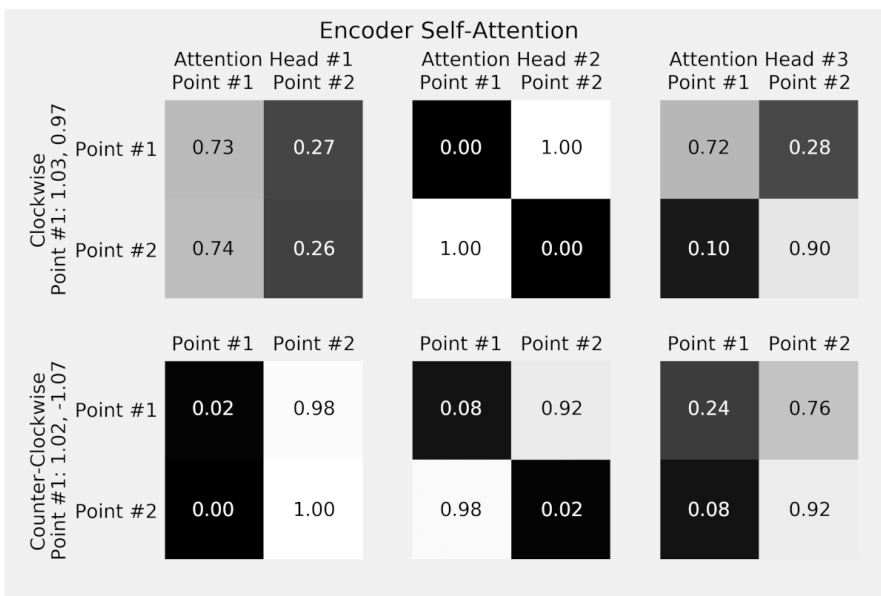 Encoder Self-Attention
Attention Head #1 Attention Head #2 Attention Head #3
Point #1 Point #2 Point #1 Point #2 Point #1 Point #2
Clockwise
Point #1: 1.03, 0.97
Point #1 0.73 0.27 0.00 1.00 0.72 0.28
Point #2 0.74 0.26 1.00 0.00 0.10 0.90
Point #1 Point #2 Point #1 Point #2 Point #1 Point #2
Counter-Clockwise
Point #1: 1.02, -1.07
Point #1 0.02 0.98 0.08 0.92 0.24 0.76
Point #2 0.00 1.00 0.98 0.02 0.08 0.92